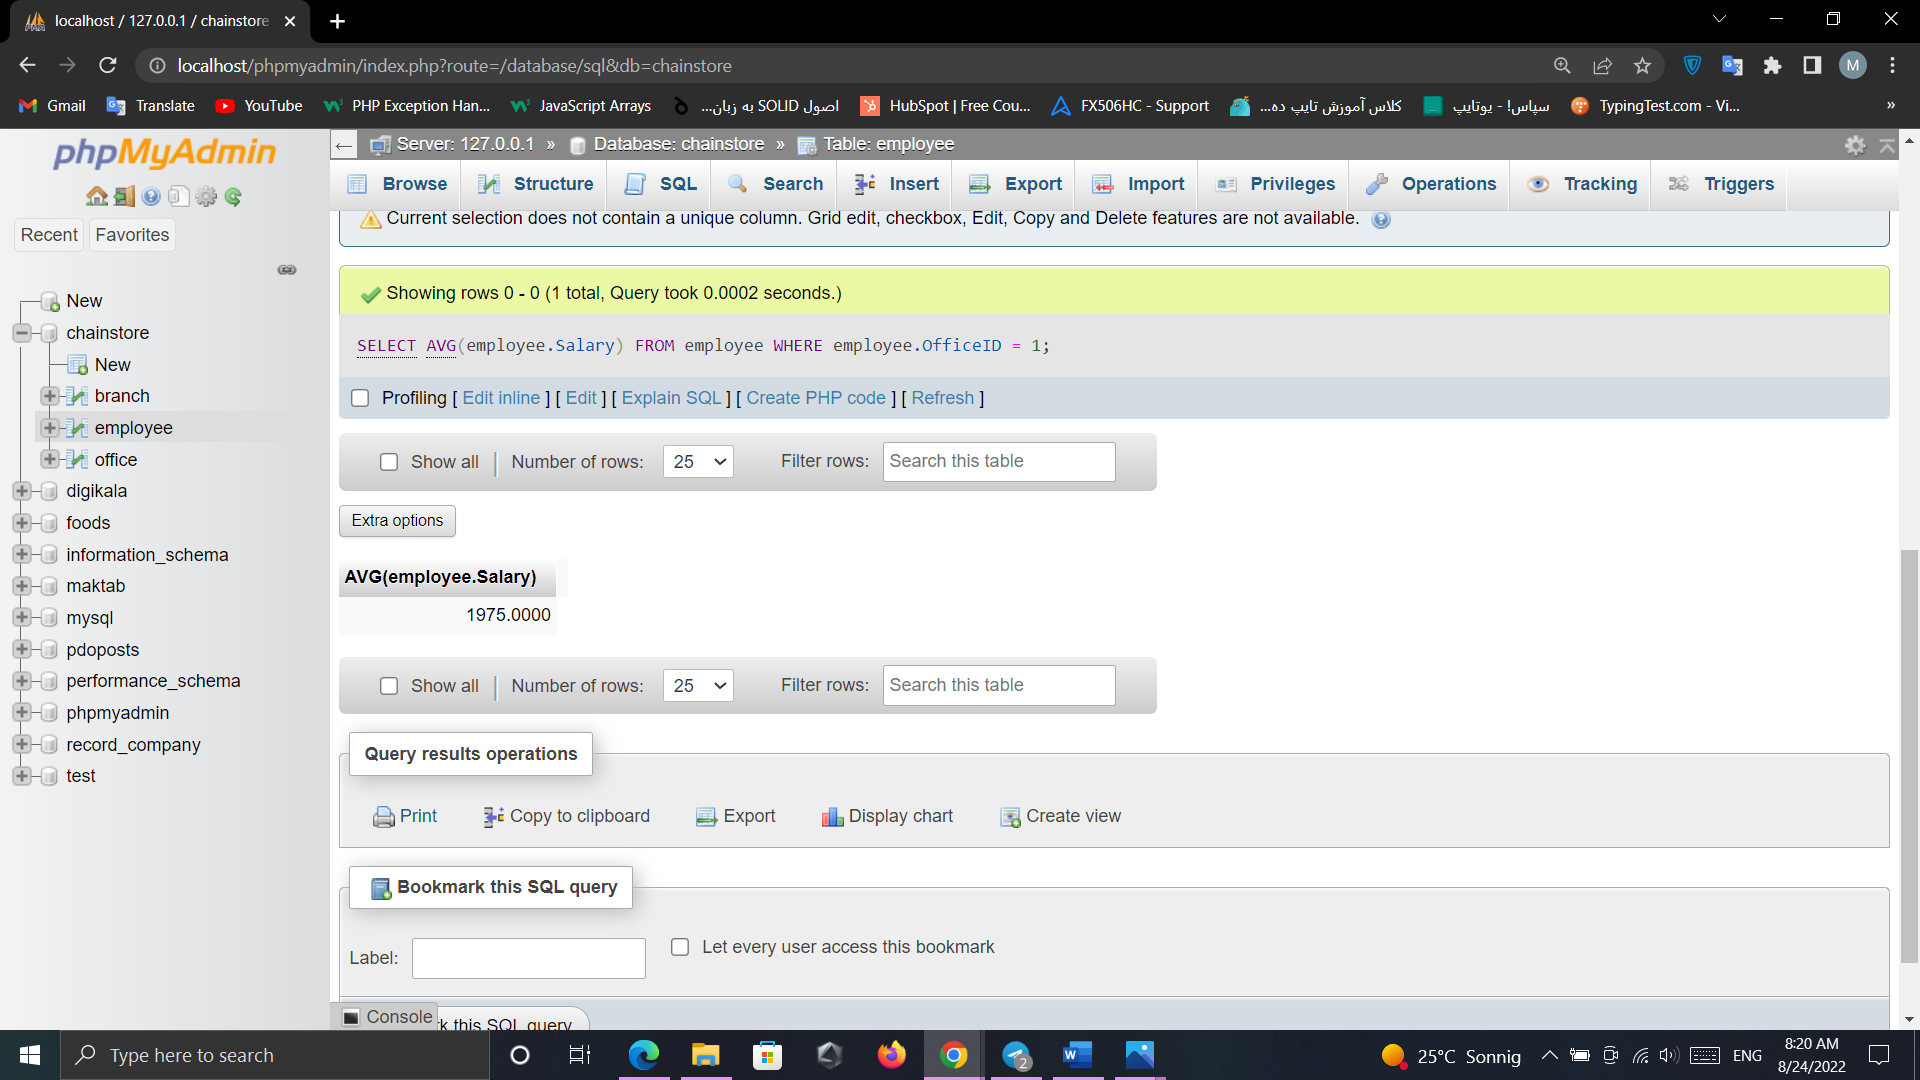 localhost / 127.0.0.1 / chainstore
localhost/phpmyadmin/index.php?route=/database/sql&db=chainstore
M
Gmail
Translate
YouTube
PHP Exception Han...
JavaScript Arrays
اصول SOLID به زبان...
HubSpot | Free Cou...
FX506HC - Support
کلاس آموزش تایپ ده...
سپاس! - یوتایپ
TypingTest.com - Vi...
»
phpMyAdmin
Recent
Favorites
New
chainstore
New
branch
employee
office
digikala
foods
information_schema
maktab
mysql
pdoposts
performance_schema
phpmyadmin
record_company
test
Server: 127.0.0.1 » Database: chainstore » Table: employee
Browse
Structure
SQL
Search
Insert
Export
Import
Privileges
Operations
Tracking
Triggers
Current selection does not contain a unique column. Grid edit, checkbox, Edit, Copy and Delete features are not available.
Showing rows 0 - 0 (1 total, Query took 0.0002 seconds.)
SELECT AVG(employee.Salary) FROM employee WHERE employee.OfficeID = 1;
Profiling [ Edit inline ] [ Edit ] [ Explain SQL ] [ Create PHP code ] [ Refresh ]
Show all | Number of rows: 25 Filter rows: Search this table
Extra options
AVG(employee.Salary)
1975.0000
Show all | Number of rows: 25 Filter rows: Search this table
Query results operations
Print
Copy to clipboard
Export
Display chart
Create view
Bookmark this SQL query
Label:
Let every user access this bookmark
Console
k this SQL query
Type here to search
2
25°C Sonnig
ENG
8:20 AM
8/24/2022